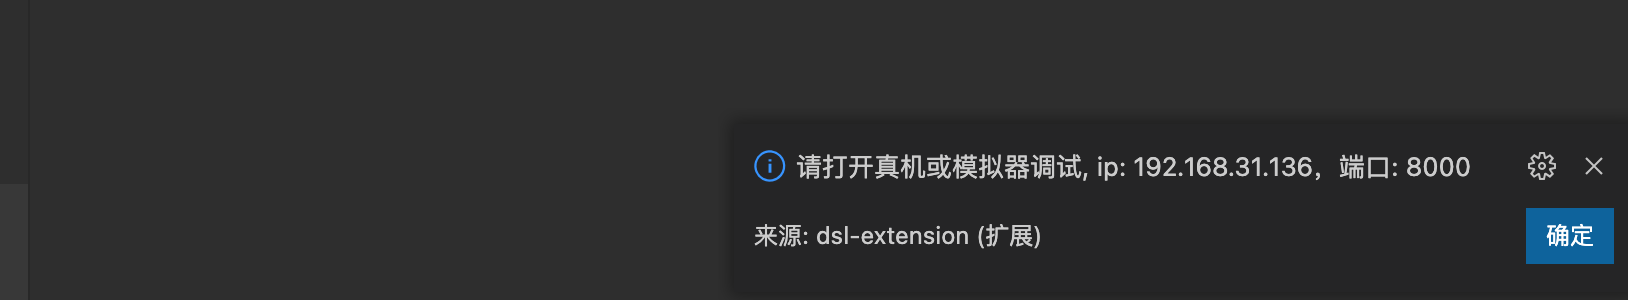 请打开真机或模拟器调试, ip: 192.168.31.136，端口: 8000
来源: dsl-extension (扩展)
确定